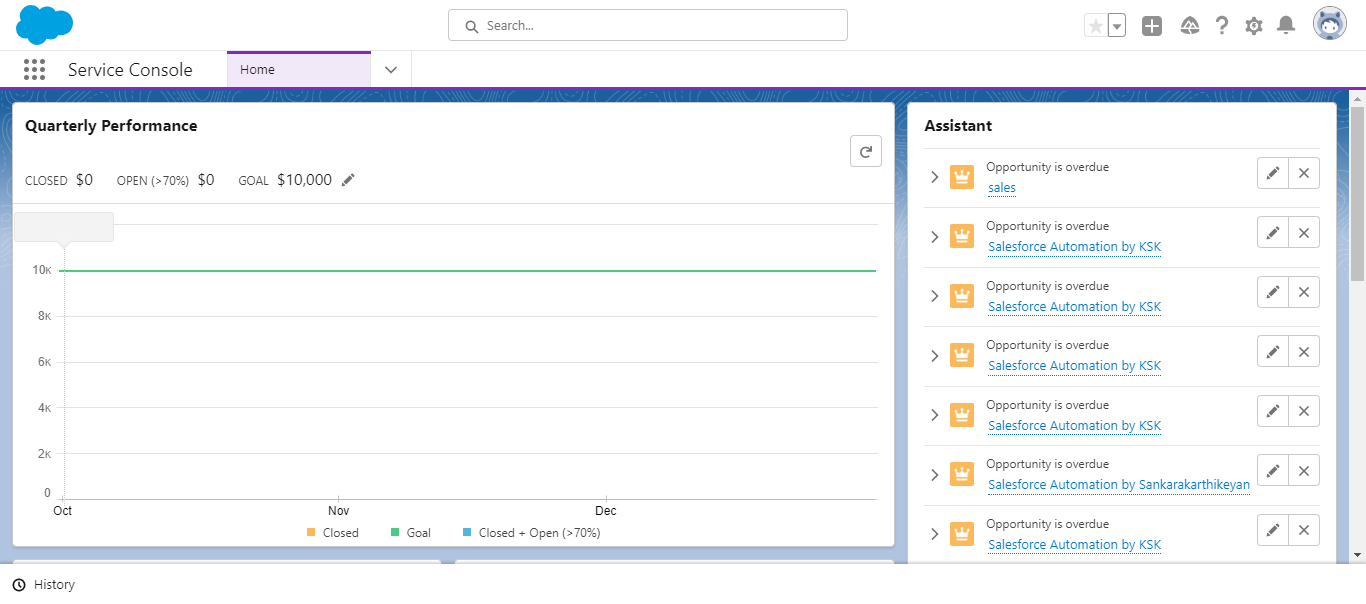 Search...
Service Console
Home
Quarterly Performance
CLOSED $0 OPEN (>70%) $0 GOAL $10,000
10K
8K
6K
4K
2K
0
Oct Nov Dec
Closed Goal Closed + Open (>70%)
Assistant
Opportunity is overdue
sales
Opportunity is overdue
Salesforce Automation by KSK
Opportunity is overdue
Salesforce Automation by KSK
Opportunity is overdue
Salesforce Automation by KSK
Opportunity is overdue
Salesforce Automation by KSK
Opportunity is overdue
Salesforce Automation by Sankarakarthikeyan
Opportunity is overdue
Salesforce Automation by KSK
History